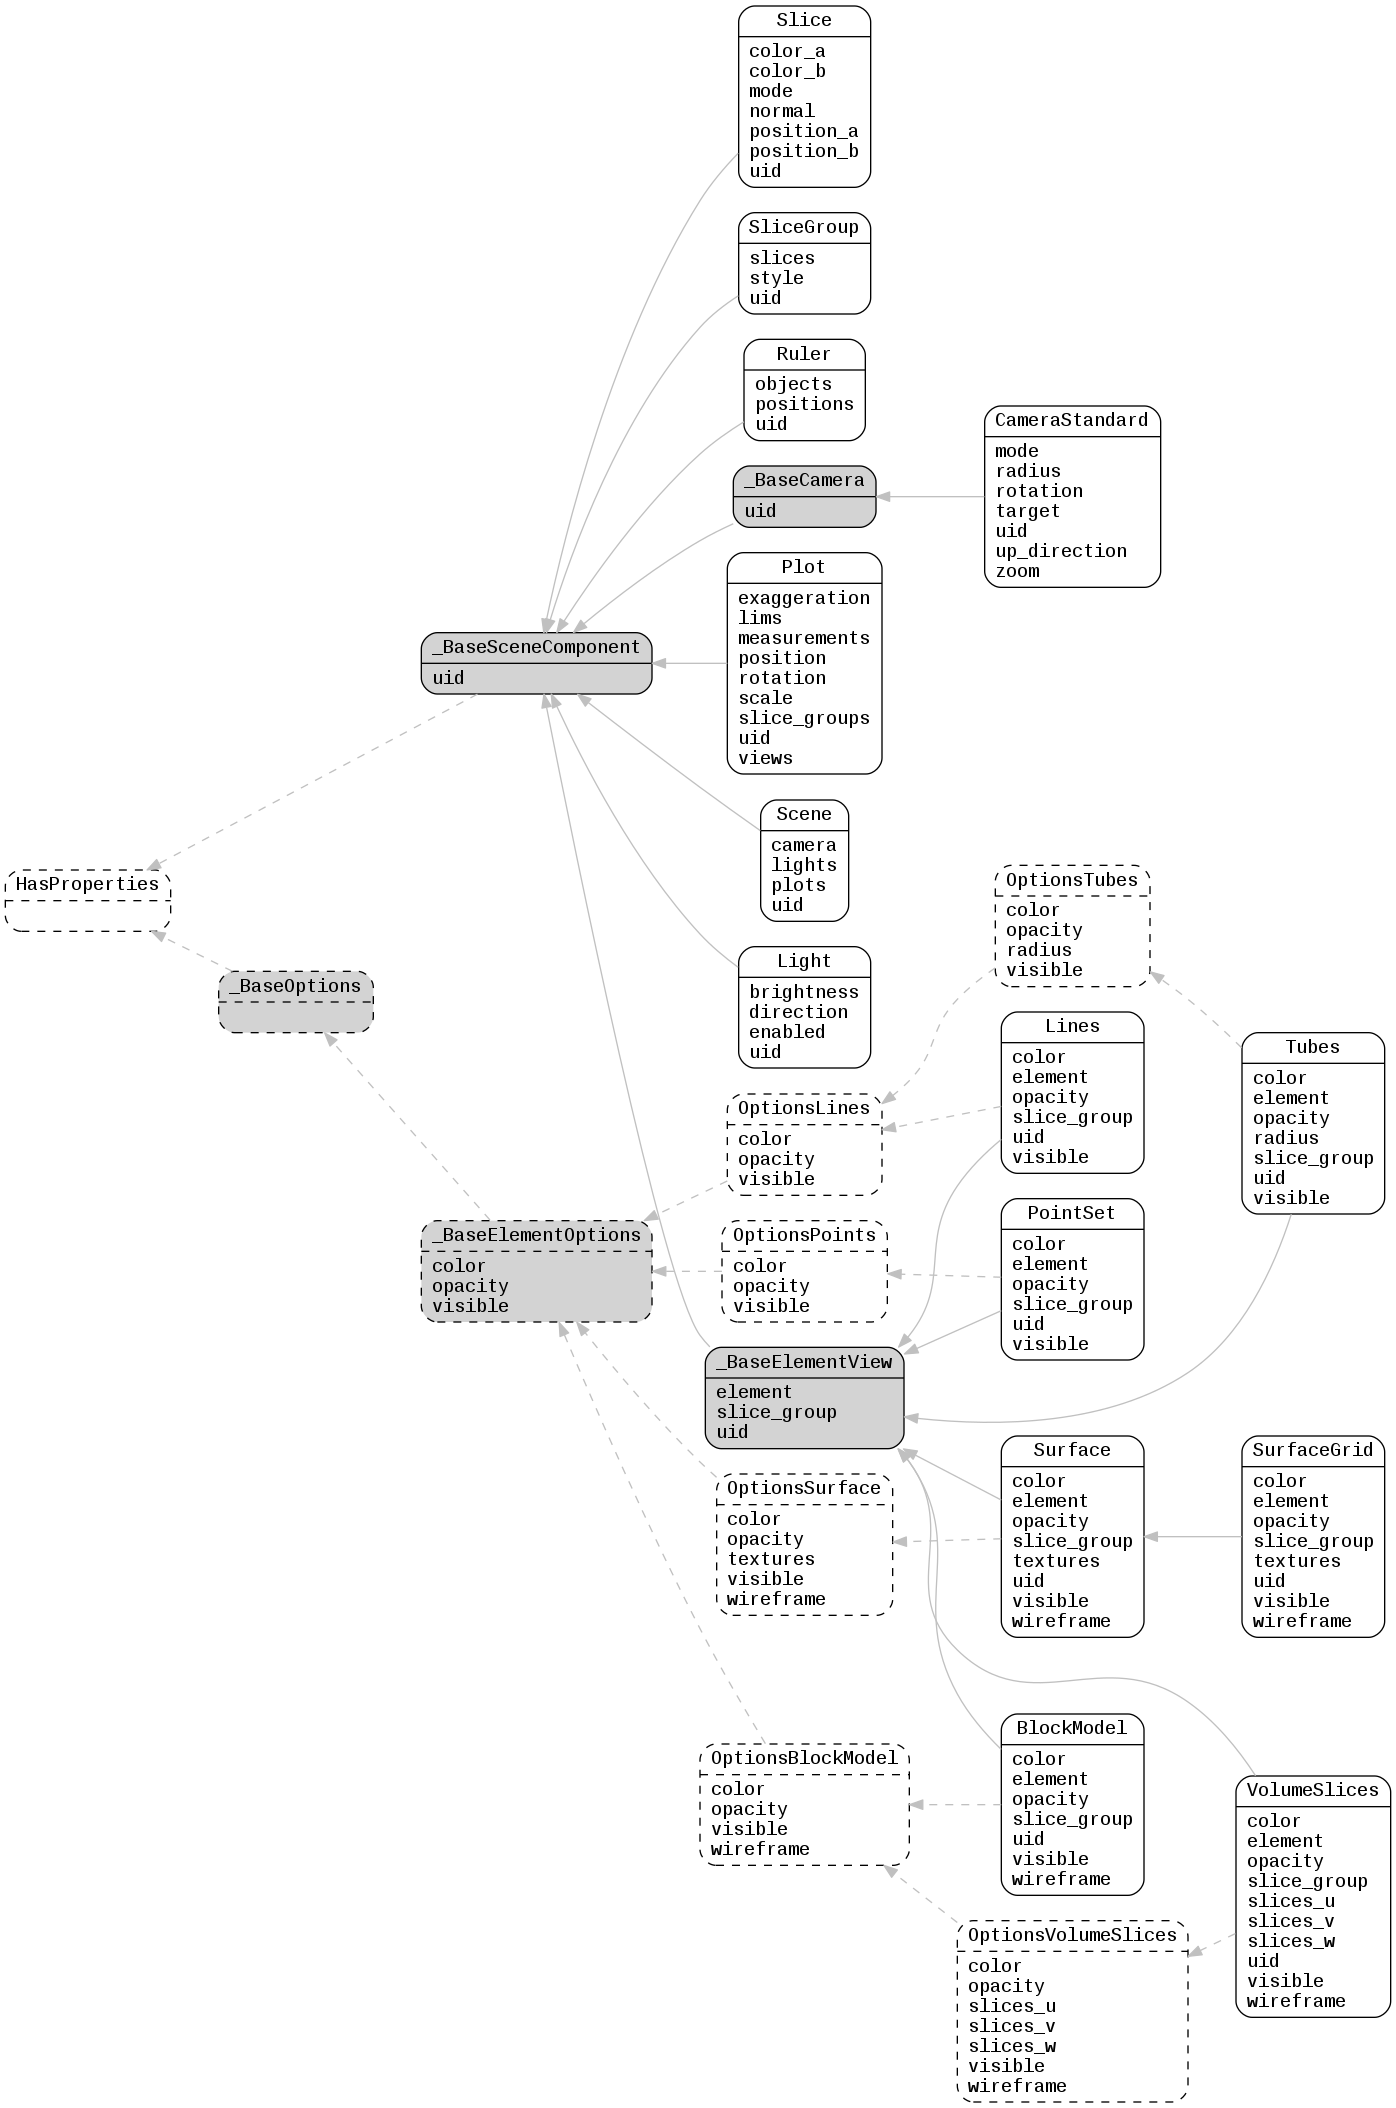 Slice
color_a
color_b
mode
normal
position_a
position_b
uid
SliceGroup
slices
style
uid
Ruler
objects
positions
uid
_BaseCamera
uid
CameraStandard
mode
radius
rotation
target
uid
up_direction
zoom
Plot
exaggeration
lims
measurements
position
rotation
scale
slice_groups
uid
views
_BaseSceneComponent
uid
Scene
camera
lights
plots
uid
HasProperties
_BaseOptions
Light
brightness
direction
enabled
uid
OptionsTubes
color
opacity
radius
visible
Lines
color
element
opacity
slice_group
uid
visible
Tubes
color
element
opacity
radius
slice_group
uid
visible
OptionsLines
color
opacity
visible
PointSet
color
element
opacity
slice_group
uid
visible
_BaseElementOptions
color
opacity
visible
OptionsPoints
color
opacity
visible
_BaseElementView
element
slice_group
uid
OptionsSurface
color
opacity
textures
visible
wireframe
Surface
color
element
opacity
slice_group
textures
uid
visible
wireframe
SurfaceGrid
color
element
opacity
slice_group
textures
uid
visible
wireframe
OptionsBlockModel
color
opacity
visible
wireframe
BlockModel
color
element
opacity
slice_group
uid
visible
wireframe
VolumeSlices
color
element
opacity
slice_group
slices_u
slices_v
slices_w
uid
visible
wireframe
OptionsVolumeSlices
color
opacity
slices_u
slices_v
slices_w
visible
wireframe